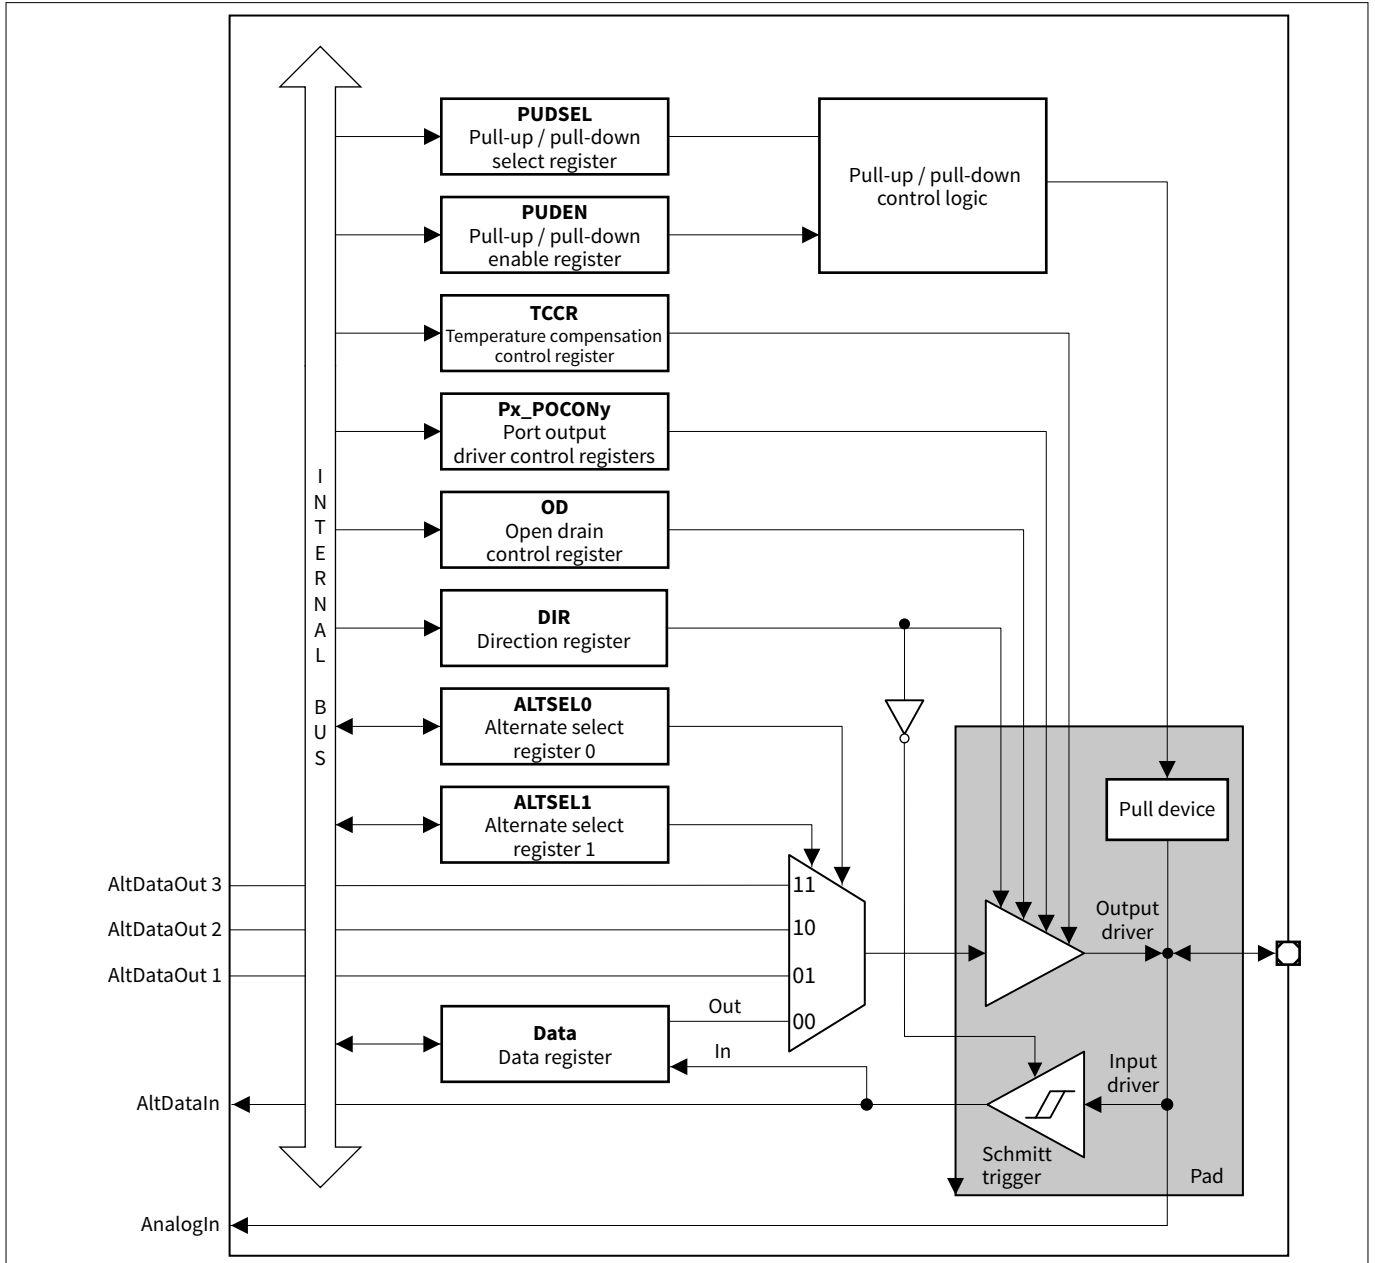 PUDSEL
Pull-up / pull-down
select register
Pull-up / pull-down
control logic
PUDEN
Pull-up / pull-down
enable register
TCCR
Temperature compensation
control register
Px_POCONy
Port output
driver control registers
OD
Open drain
control register
DIR
Direction register
INTERNAL BUS
ALTSEL0
Alternate select
register 0
ALTSEL1
Alternate select
register 1
Pull device
AltDataOut 3
11
AltDataOut 2
10
AltDataOut 1
01
Output
driver
Out
00
Data
Data register
In
Input
driver
AltDataIn
Schmitt
trigger
Pad
AnalogIn